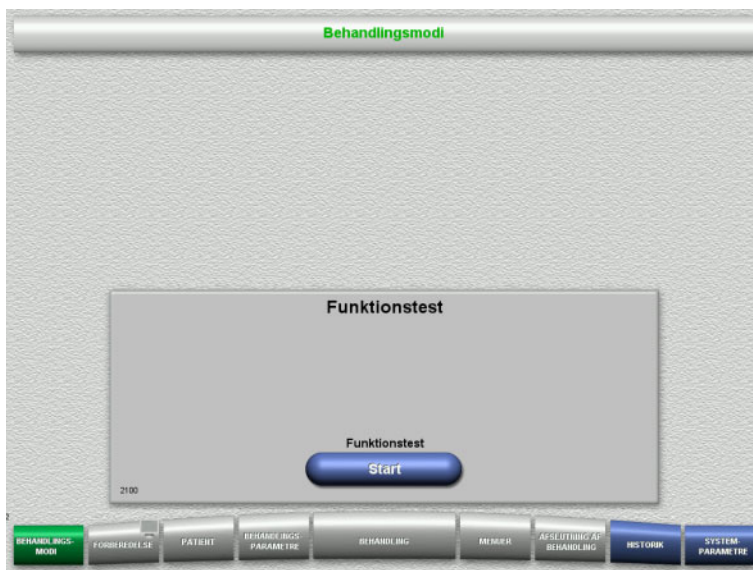 Behandlingsmodi
Funktionstest
Funktionstest
Start
2100
BEHANDLINGS-
MODI
FORBEREDELSE
PATIENT
BEHANDLINGS-
PARAMETRE
BEHANDLING
MENUER
AFSLUTNING AF
BEHANDLING
HISTORIK
SYSTEM-
PARAMETRE